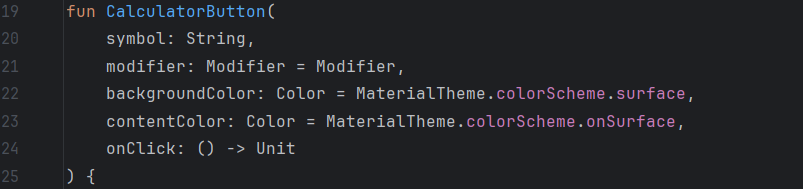 19 fun CalculatorButton(
20 symbol: String,
21 modifier: Modifier = Modifier,
22 backgroundColor: Color = MaterialTheme.colorScheme.surface,
23 contentColor: Color = MaterialTheme.colorScheme.onSurface,
24 onClick: () -> Unit
25 ) {